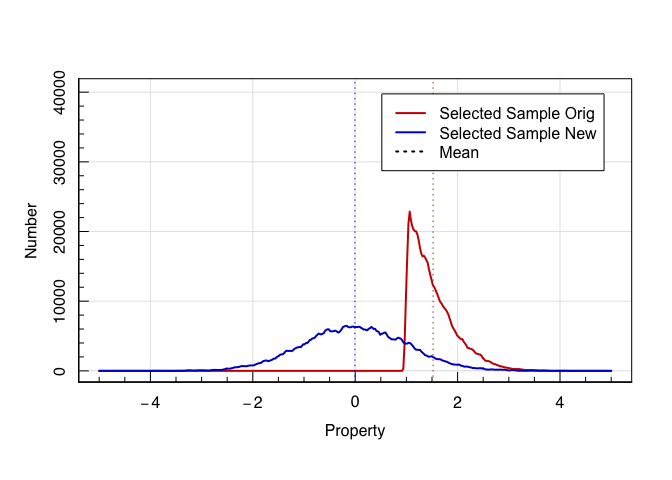 Selected Sample Orig
Selected Sample New
Mean
Number
40000
30000
20000
10000
0
−4
−2
0
2
4
Property